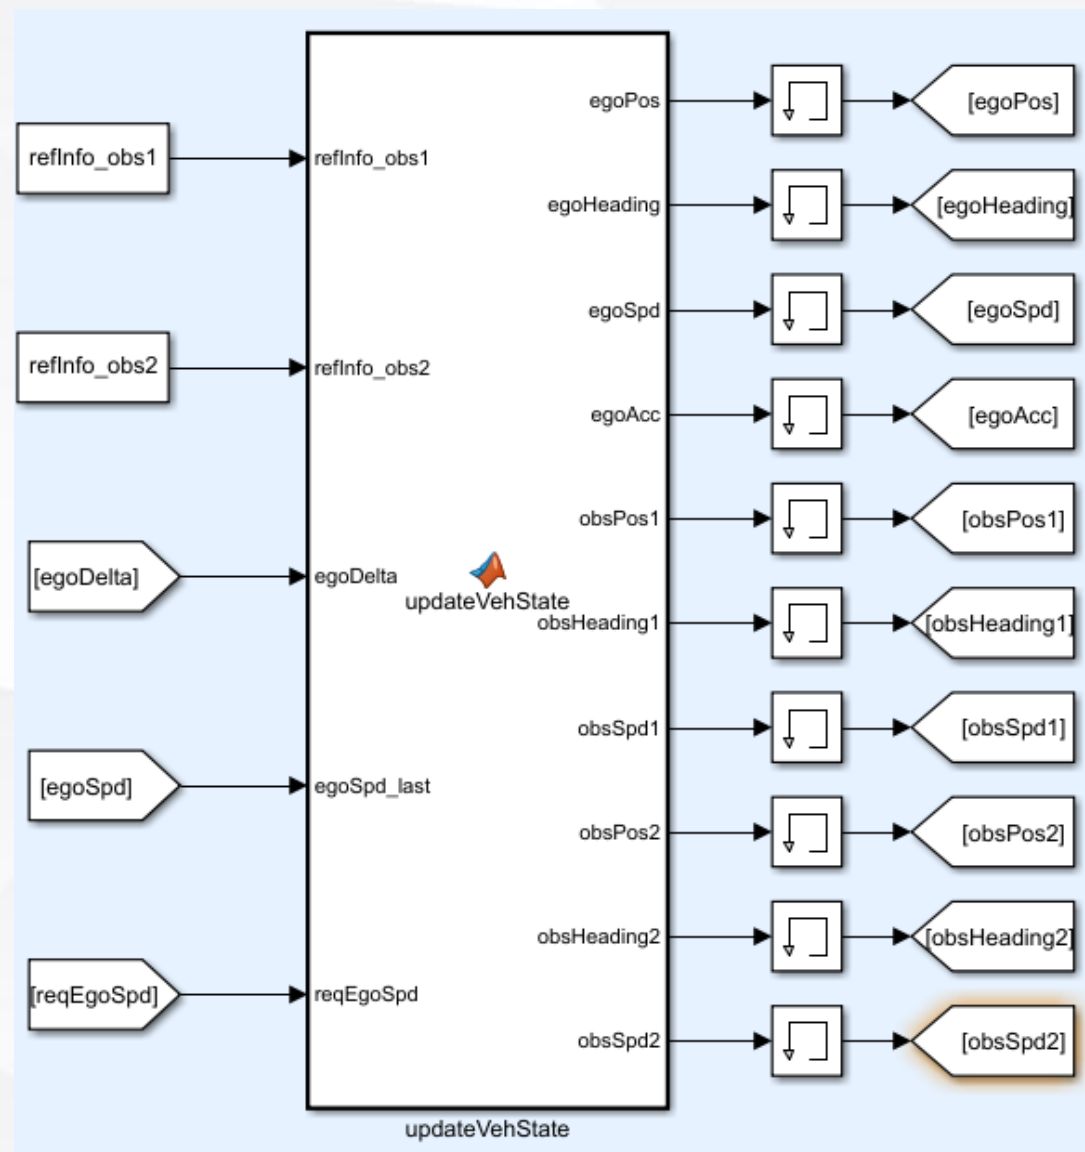 refInfo_obs1
refInfo_obs2
[egoDelta]
[egoSpd]
[reqEgoSpd]
refInfo_obs1
refInfo_obs2
egoDelta
egoSpd_last
reqEgoSpd
updateVehState
egoPos
egoHeading
egoSpd
egoAcc
obsPos1
obsHeading1
obsSpd1
obsPos2
obsHeading2
obsSpd2
[egoPos]
[egoHeading]
[egoSpd]
[egoAcc]
[obsPos1]
[obsHeading1]
[obsSpd1]
[obsPos2]
[obsHeading2]
[obsSpd2]
updateVehState